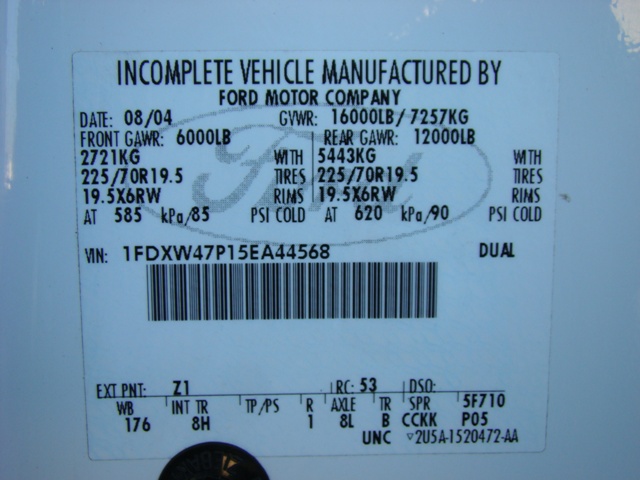 INCOMPLETE VEHICLE MANUFACTURED BY
FORD MOTOR COMPANY
DATE: 08/04 GVWR: 16000LB/7257KG
FRONT GAWR: 6000LB REAR GAWR: 12000LB
2721KG WITH 5443KG WITH
225/70R19.5 TIRES 225/70R19.5 TIRES
19.5X6RW RIMS 19.5X6RW RIMS
AT 585 kPa/85 PSI COLD AT 620 kPa/90 PSI COLD
Ford
VIN: 1FDXW47P15EA44568 DUAL
EXT PNT: Z1 RC: 53 DSO:
WB INT TR TP/PS R AXLE TR SPR 5F710
176 8H 1 8L B CCKK P05
UNC ▽2U5A-1520472-AA